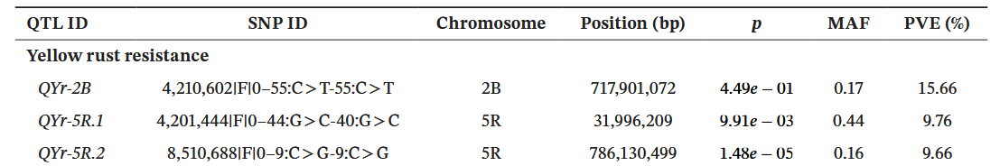 QTL ID SNP ID Chromosome Position (bp) p MAF PVE (%)
Yellow rust resistance
QYr-2B 4,210,602|F|0–55:C>T-55:C>T 2B 717,901,072 4.49e − 01 0.17 15.66
QYr-5R.1 4,201,444|F|0–44:G>C-40:G>C 5R 31,996,209 9.91e − 03 0.44 9.76
QYr-5R.2 8,510,688|F|0–9:C>G-9:C>G 5R 786,130,499 1.48e − 05 0.16 9.66